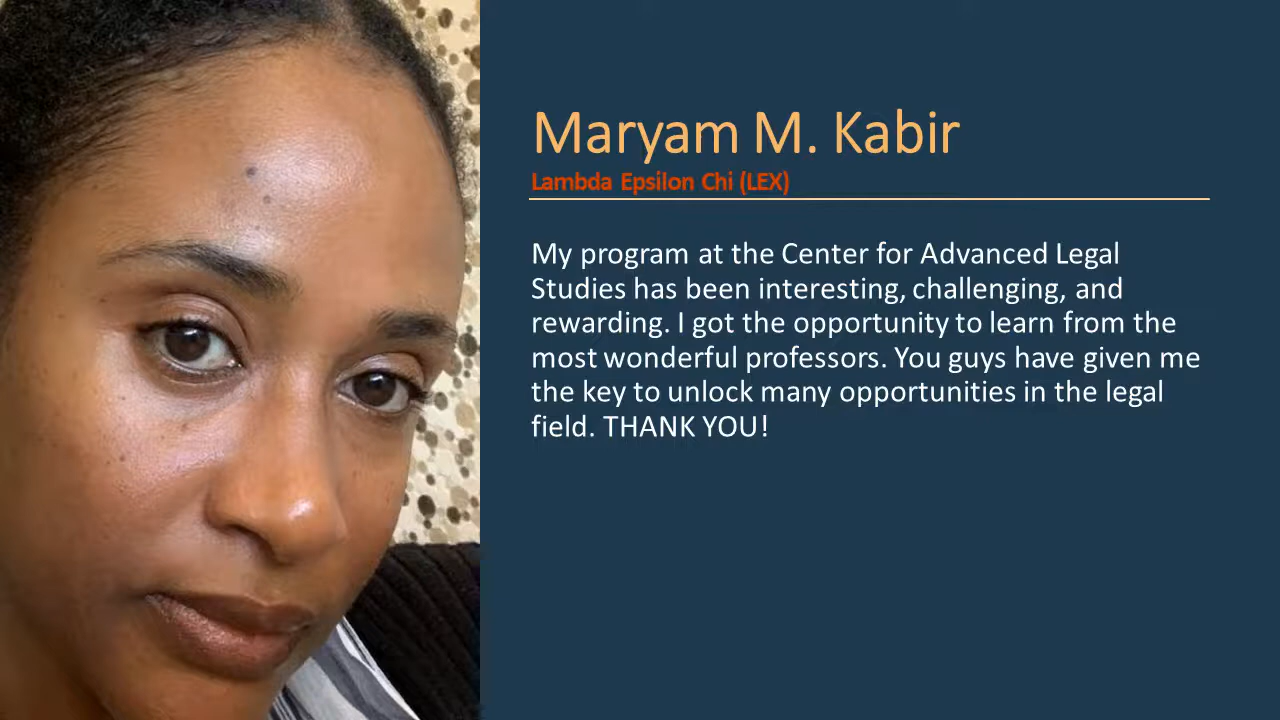 Maryam M. Kabir
Lambda Epsilon Chi (LEX)
My program at the Center for Advanced Legal
Studies has been interesting, challenging, and
rewarding. I got the opportunity to learn from the
most wonderful professors. You guys have given me
the key to unlock many opportunities in the legal
field. THANK YOU!